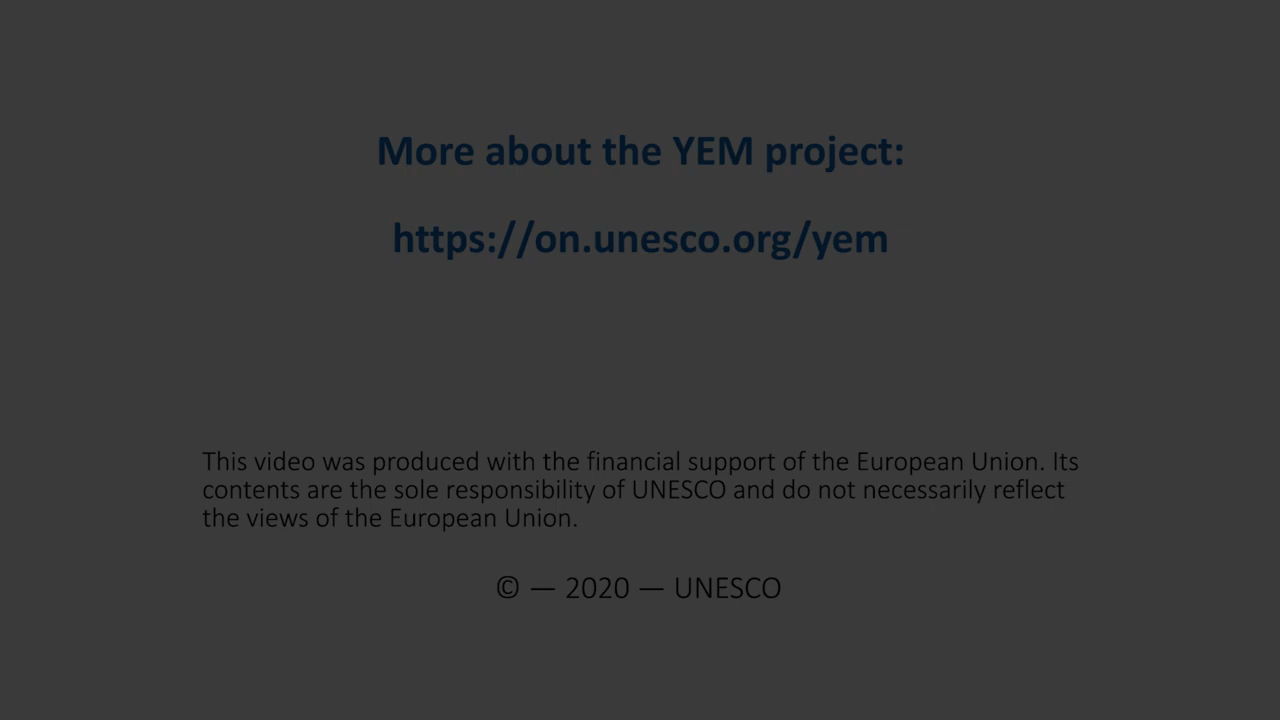 More about the YEM project:
https://on.unesco.org/yem
This video was produced with the financial support of the European Union. Its
contents are the sole responsibility of UNESCO and do not necessarily reflect
the views of the European Union.
© — 2020 — UNESCO